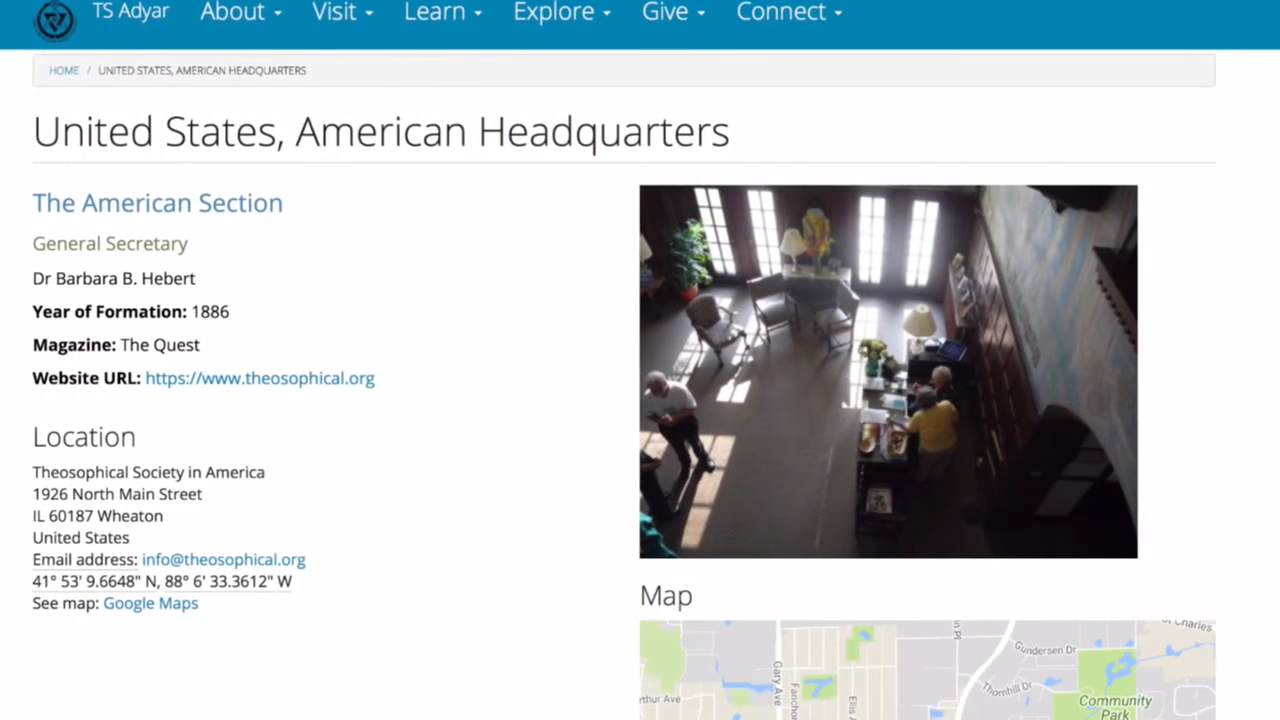 TS Adyar About Visit Learn Explore Give Connect
HOME / UNITED STATES, AMERICAN HEADQUARTERS
United States, American Headquarters
The American Section
General Secretary
Dr Barbara B. Hebert
Year of Formation: 1886
Magazine: The Quest
Website URL: https://www.theosophical.org
Location
Theosophical Society in America
1926 North Main Street
IL 60187 Wheaton
United States
Email address: info@theosophical.org
41° 53' 9.6648" N, 88° 6' 33.3612" W
See map: Google Maps
Map
Charles
Gundersen Dr
Gary Ave
Thornhill Dr
Community
Park